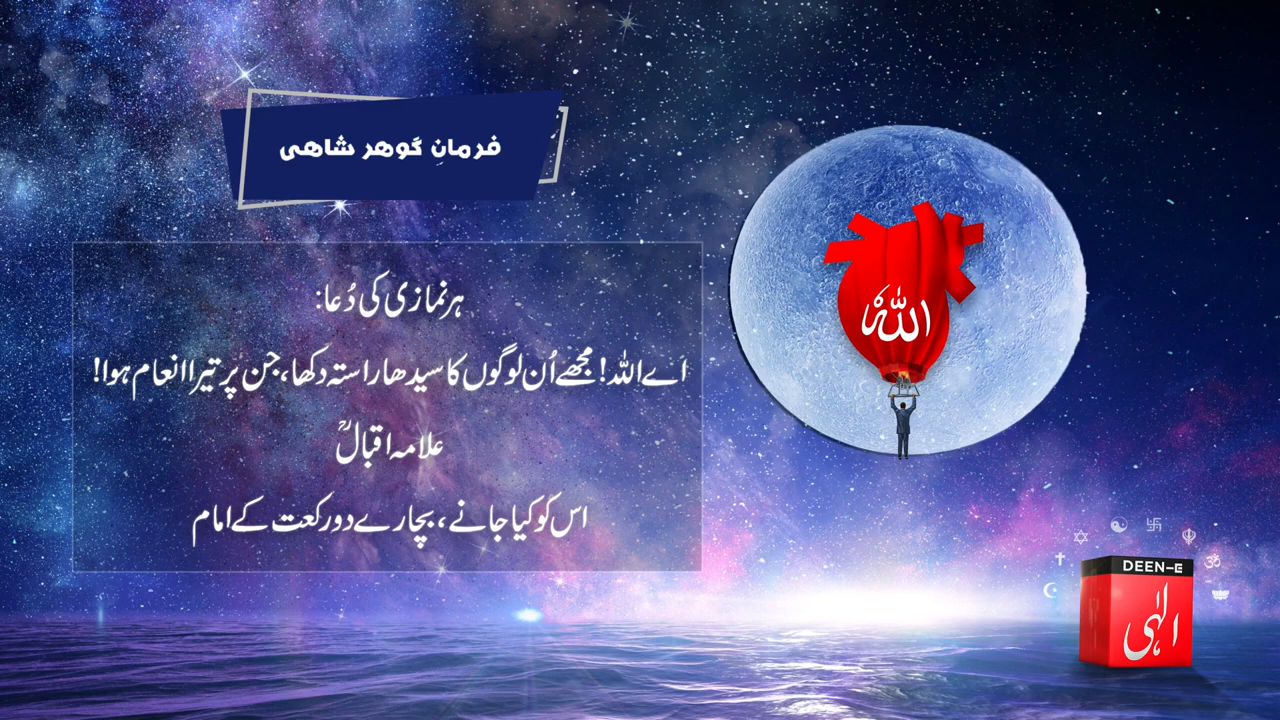 فرمانِ گوھر شاھی
ہر نمازی کی دُعا:
اَے اللہ! مجھے اُن لوگوں کا سیدھا راستہ دکھا، جن پر تیرا انعام ہوا!
علامہ اقبالؒ
اس کو کیا جانے، بچارے دو رکعت کے امام
اللہ
DEEN-E
الٰہی